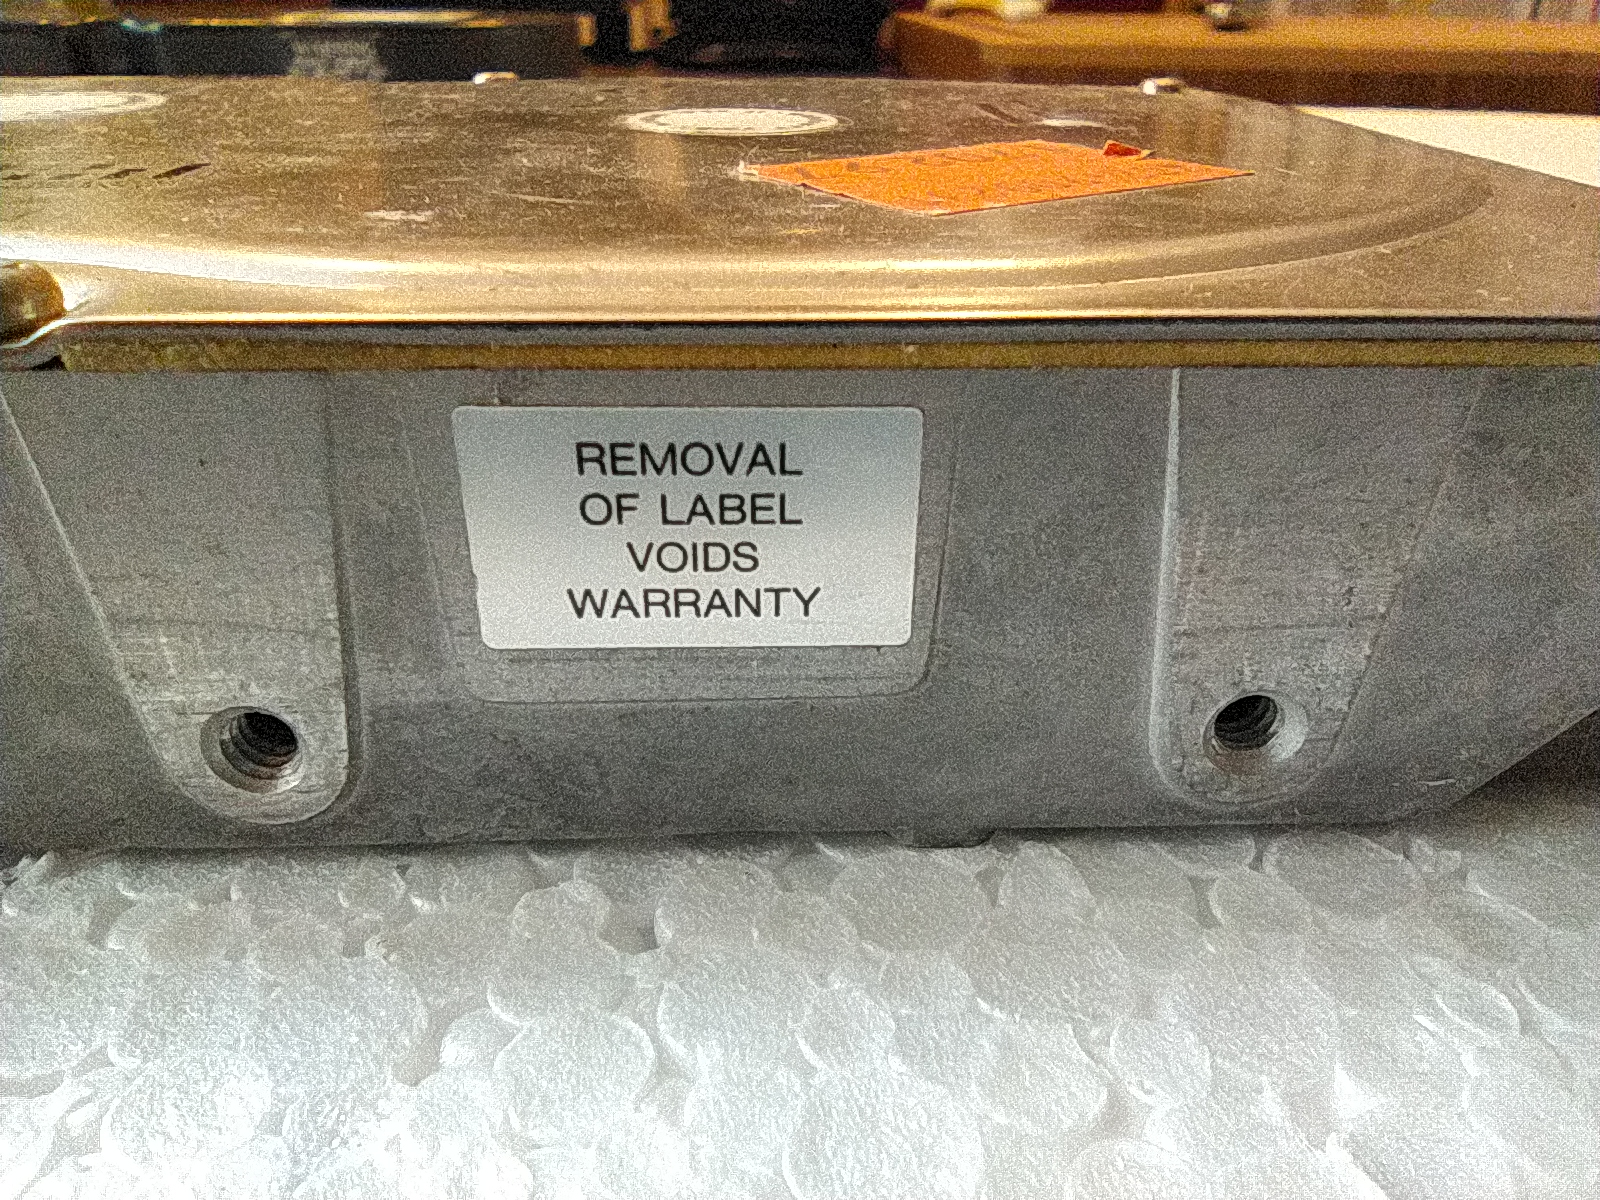 REMOVAL
OF LABEL
VOIDS
WARRANTY